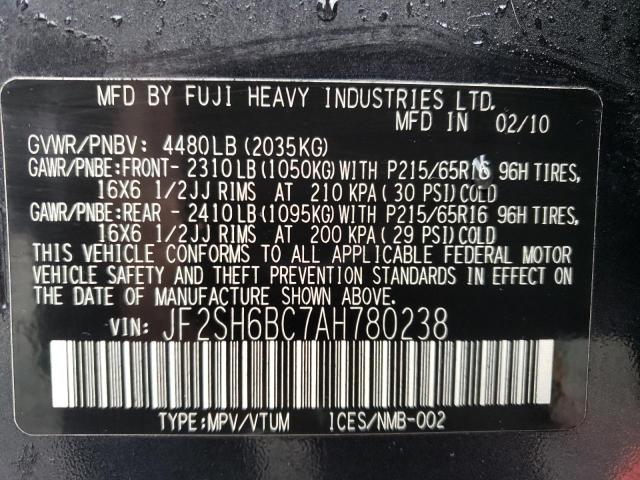 MFD BY FUJI HEAVY INDUSTRIES LTD.
MFD IN 02/10
GVWR/PNBV: 4480LB(2035KG)
GAWR/PNBE:FRONT- 2310LB(1050KG)WITH P215/65R16 96H TIRES,
16X6 1/2JJ RIMS AT 210 KPA(30 PSI)COLD
GAWR/PNBE:REAR - 2410LB(1095KG)WITH P215/65R16 96H TIRES,
16X6 1/2JJ RIMS AT 200 KPA(29 PSI)COLD
THIS VEHICLE CONFORMS TO ALL APPLICABLE FEDERAL MOTOR
VEHICLE SAFETY AND THEFT PREVENTION STANDARDS IN EFFECT ON
THE DATE OF MANUFACTURE SHOWN ABOVE.
VIN: JF2SH6BC7AH780238
TYPE:MPV/VTUM ICES/NMB-002